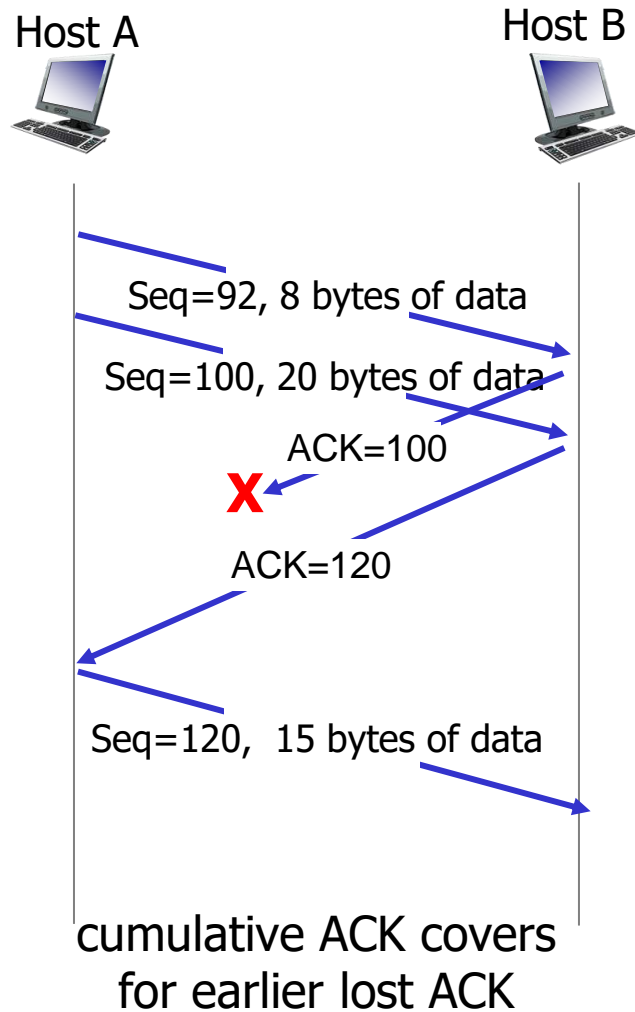 Host A
Host B
Seq=92, 8 bytes of data
Seq=100, 20 bytes of data
ACK=100
X
ACK=120
Seq=120, 15 bytes of data
cumulative ACK covers
for earlier lost ACK